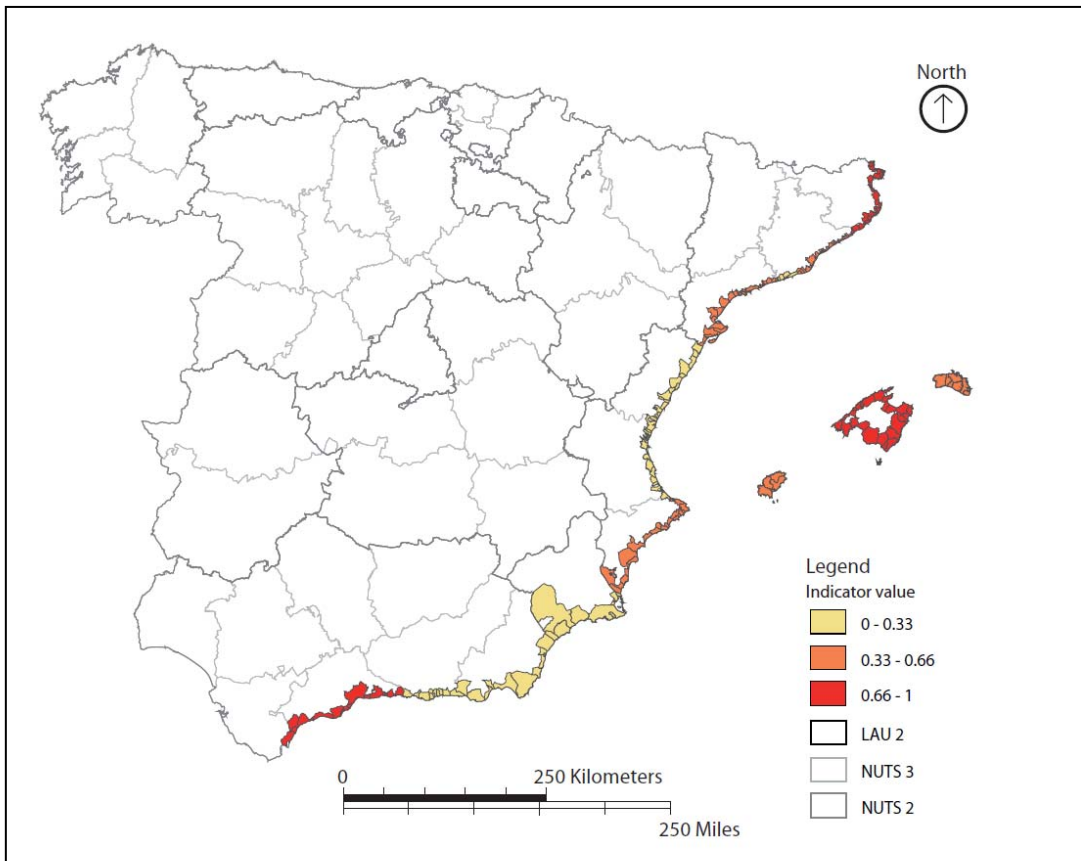 North
Legend
Indicator value
0 - 0.33
0.33 - 0.66
0.66 - 1
LAU 2
NUTS 3
NUTS 2
0 250 Kilometers
250 Miles